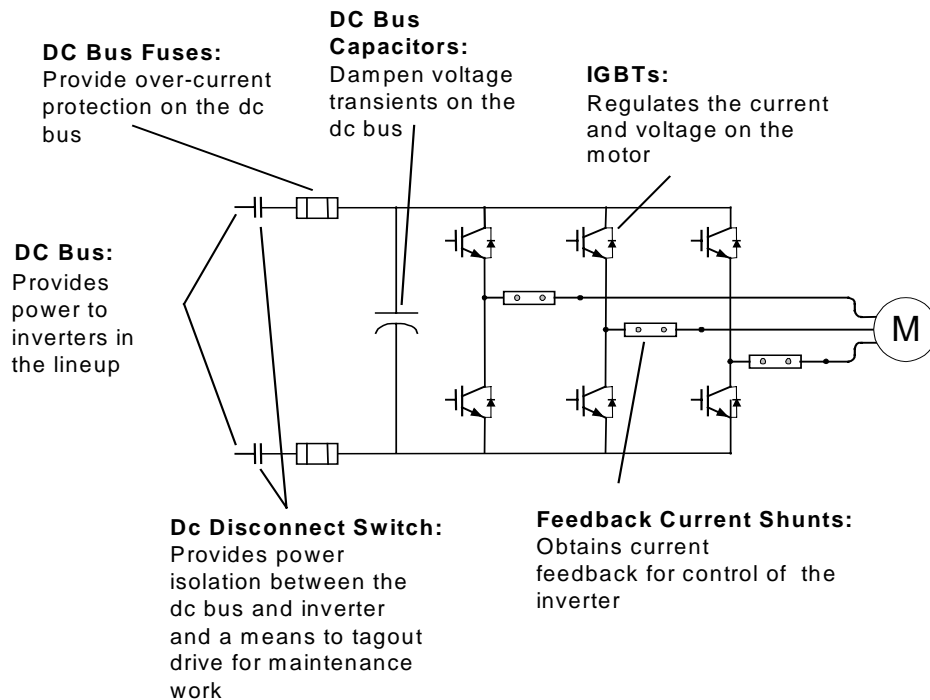 DC Bus Fuses:
Provide over-current
protection on the dc
bus
DC Bus
Capacitors:
Dampen voltage
transients on the
dc bus
IGBTs:
Regulates the current
and voltage on the
motor
DC Bus:
Provides
power to
inverters in
the lineup
M
Dc Disconnect Switch:
Provides power
isolation between the
dc bus and inverter
and a means to tagout
drive for maintenance
work
Feedback Current Shunts:
Obtains current
feedback for control of the
inverter